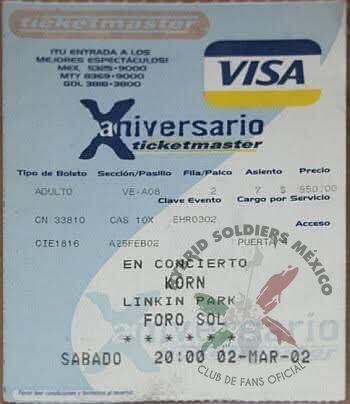 ticketmaster
¡TU ENTRADA A LOS
MEJORES ESPECTÁCULOS!
MEX. 5325-9000
MTY 8369-9000
GDL 3818-3800
VISA
X aniversario
ticketmaster
Tipo de Boleto Sección/Pasillo Fila/Palco Asiento Precio
ADULTO VE-A08 2 7 $ 550.00
Clave Evento Cargo por Servicio
CN 33810 CAS 10X EHR0302
Acceso
CIE1816 A25FEB02 PUERTA
HYBRID SOLDIERS MÉXICO
EN CONCIERTO
KORN
LINKIN PARK
FORO SOL
aniversario
* * * * * *
ticketmaster
SABADO 20:00 02-MAR-02
CLUB DE FANS OFICIAL
Favor leer condiciones y términos al reverso.